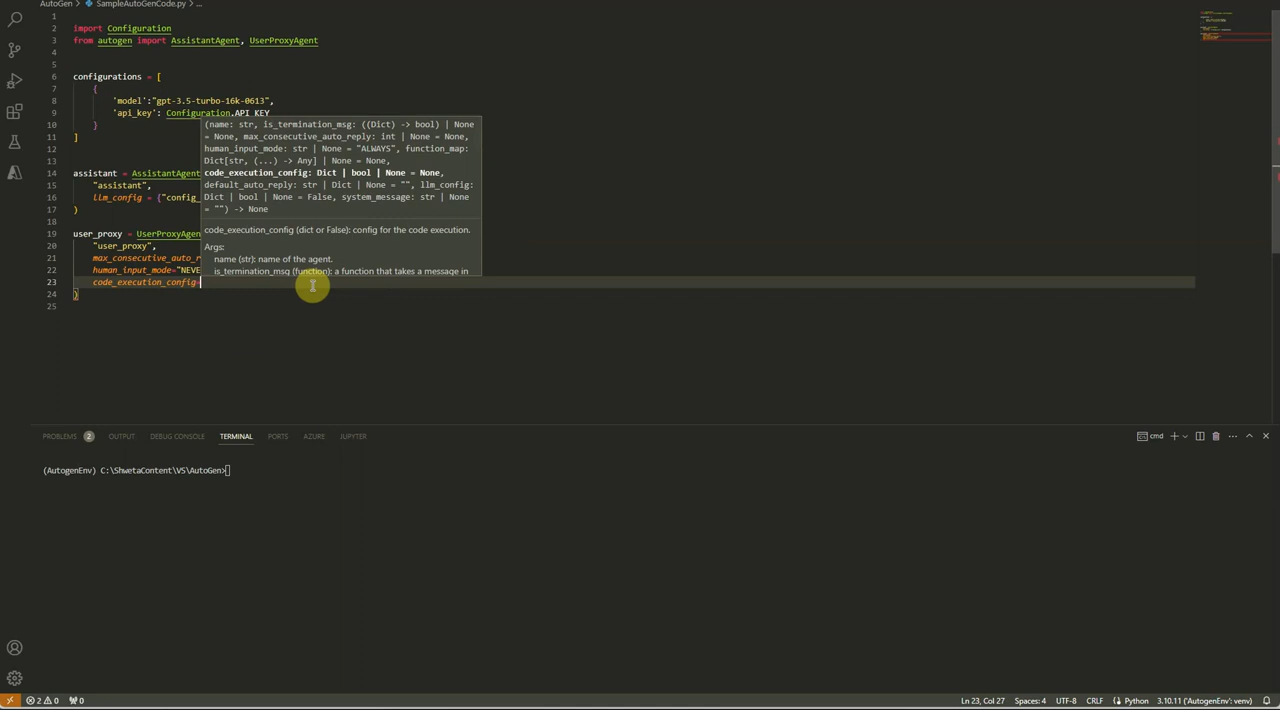 AutoGen > SampleAutoGenCode.py > ...
1
2 import Configuration
3 from autogen import AssistantAgent, UserProxyAgent
4
5
6 configurations = [
7 {
8 'model':"gpt-3.5-turbo-16k-0613",
9 'api_key': Configuration.API_KEY
10 }
11 ]
12
13
14 assistant = AssistantAgent
15 "assistant",
16 llm_config = {"config_
17 )
18
19 user_proxy = UserProxyAgen
20 "user_proxy",
21 max_consecutive_auto_r
22 human_input_mode="NEVE
23 code_execution_config=
24 )
25
(name: str, is_termination_msg: ((Dict) -> bool) | None
= None, max_consecutive_auto_reply: int | None = None,
human_input_mode: str | None = "ALWAYS", function_map:
Dict[str, (...) -> Any] | None = None,
code_execution_config: Dict | bool | None = None,
default_auto_reply: str | Dict | None = "", llm_config:
Dict | bool | None = False, system_message: str | None
= "") -> None
code_execution_config (dict or False): config for the code execution.
Args:
name (str): name of the agent.
is_termination_msg (function): a function that takes a message in
PROBLEMS 2 OUTPUT DEBUG CONSOLE TERMINAL PORTS AZURE JUPYTER
cmd
(AutogenEnv) C:\ShwetaContent\VS\AutoGen>
2 0 0 Ln 23, Col 27 Spaces: 4 UTF-8 CRLF Python 3.10.11 ('AutogenEnv': venv)